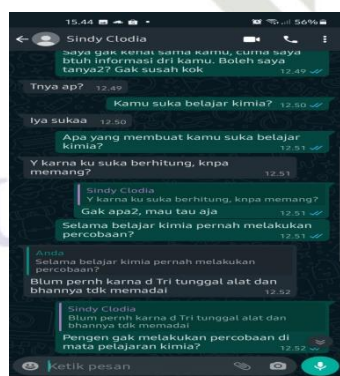 15.44
56%
Sindy Clodia
Saya gak kenal sama kamu, cuma saya
btuh informasi dri kamu. Boleh saya
tanya2? Gak susah kok
12.49
Tnya ap? 12.49
Kamu suka belajar kimia? 12.50
Iya sukaa 12.50
Apa yang membuat kamu suka belajar
kimia? 12.51
Y karna ku suka berhitung, knpa
memang? 12.51
Sindy Clodia
Y karna ku suka berhitung, knpa memang?
Gak apa2, mau tau aja 12.51
Selama belajar kimia pernah melakukan
percobaan? 12.51
Anda
Selama belajar kimia pernah melakukan
percobaan?
Blum pernh karna d Tri tunggal alat dan
bhannya tdk memadai 12.52
Sindy Clodia
Blum pernh karna d Tri tunggal alat dan
bhannya tdk memadai
Pengen gak melakukan percobaan di
mata pelajaran kimia? 12.52
Ketik pesan